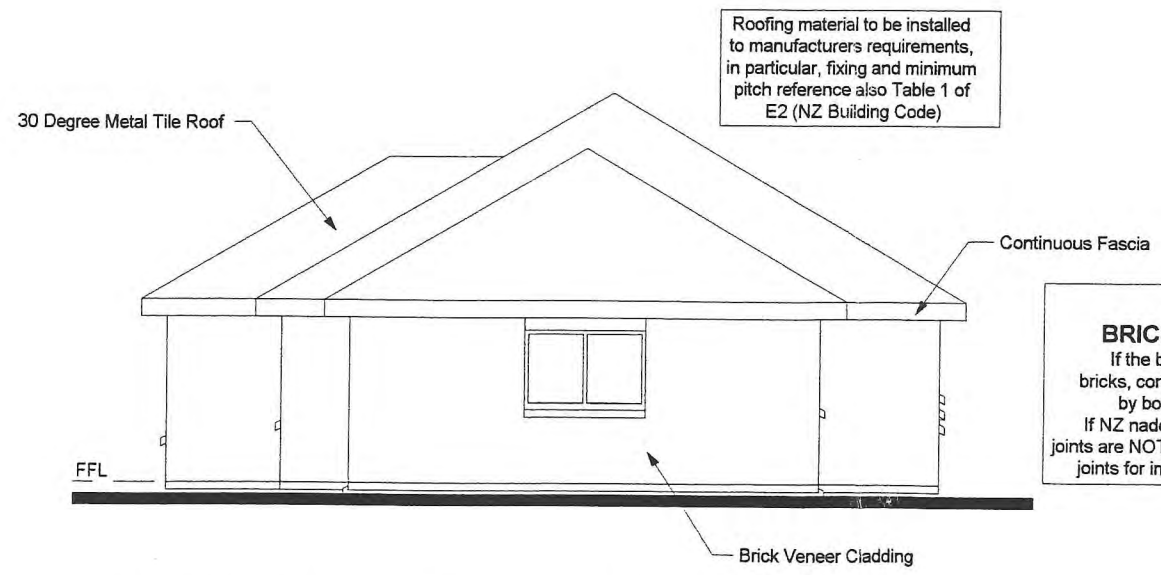 Roofing material to be installed
to manufacturers requirements,
in particular, fixing and minimum
pitch reference also Table 1 of
E2 (NZ Building Code)
30 Degree Metal Tile Roof
Continuous Fascia
BRIC
If the b
bricks, cor
by bo
If NZ nade
joints are NOT
joints for in
FFL
Brick Veneer Cladding